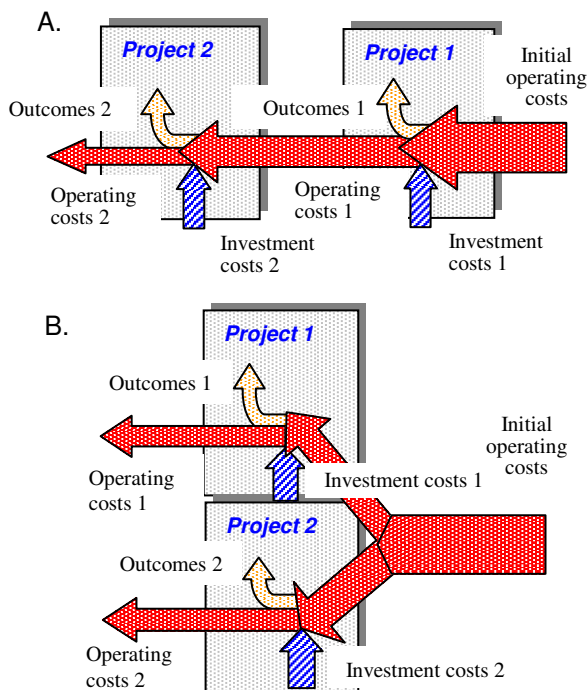 A.
Project 2
Project 1
Initial
operating
costs
Outcomes 2
Outcomes 1
Operating
costs 2
Operating
costs 1
Investment
costs 2
Investment
costs 1
B.
Project 1
Outcomes 1
Initial
operating
costs
Operating
costs 1
Investment costs 1
Project 2
Outcomes 2
Operating
costs 2
Investment costs 2